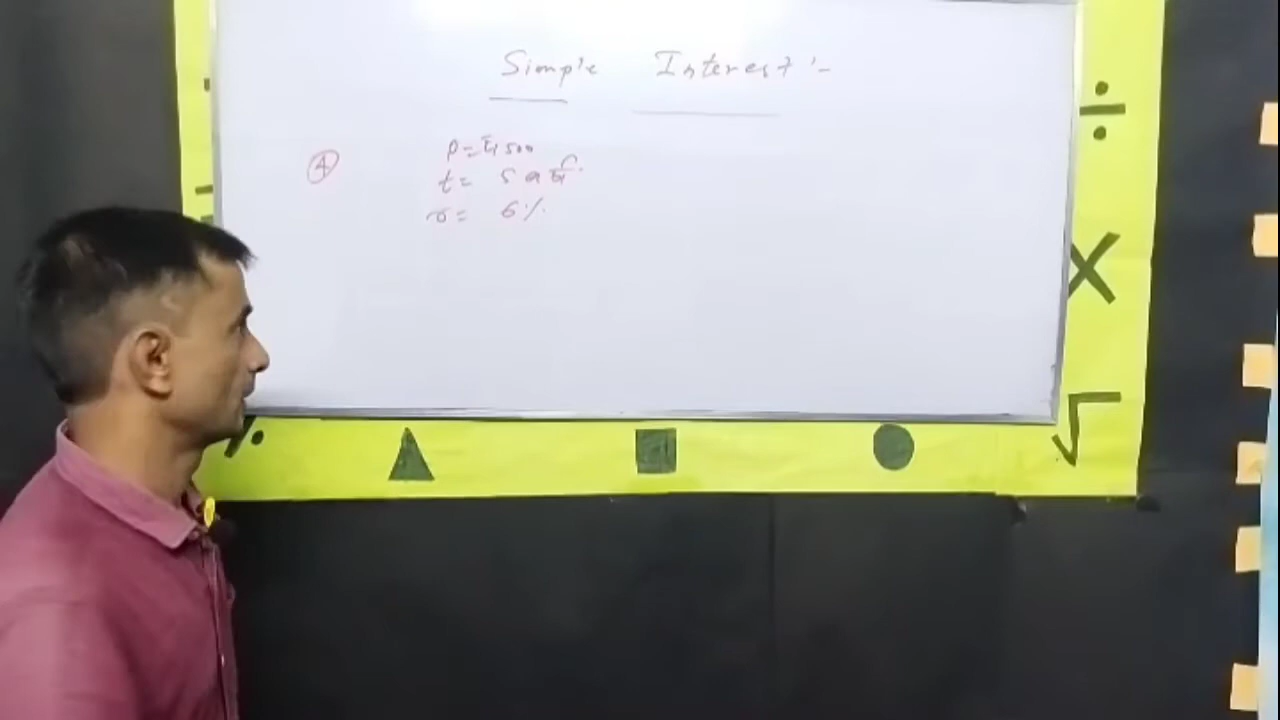 Simple Interest :-
④ P = ₹4500
t = 5 वर्ष
r = 6%